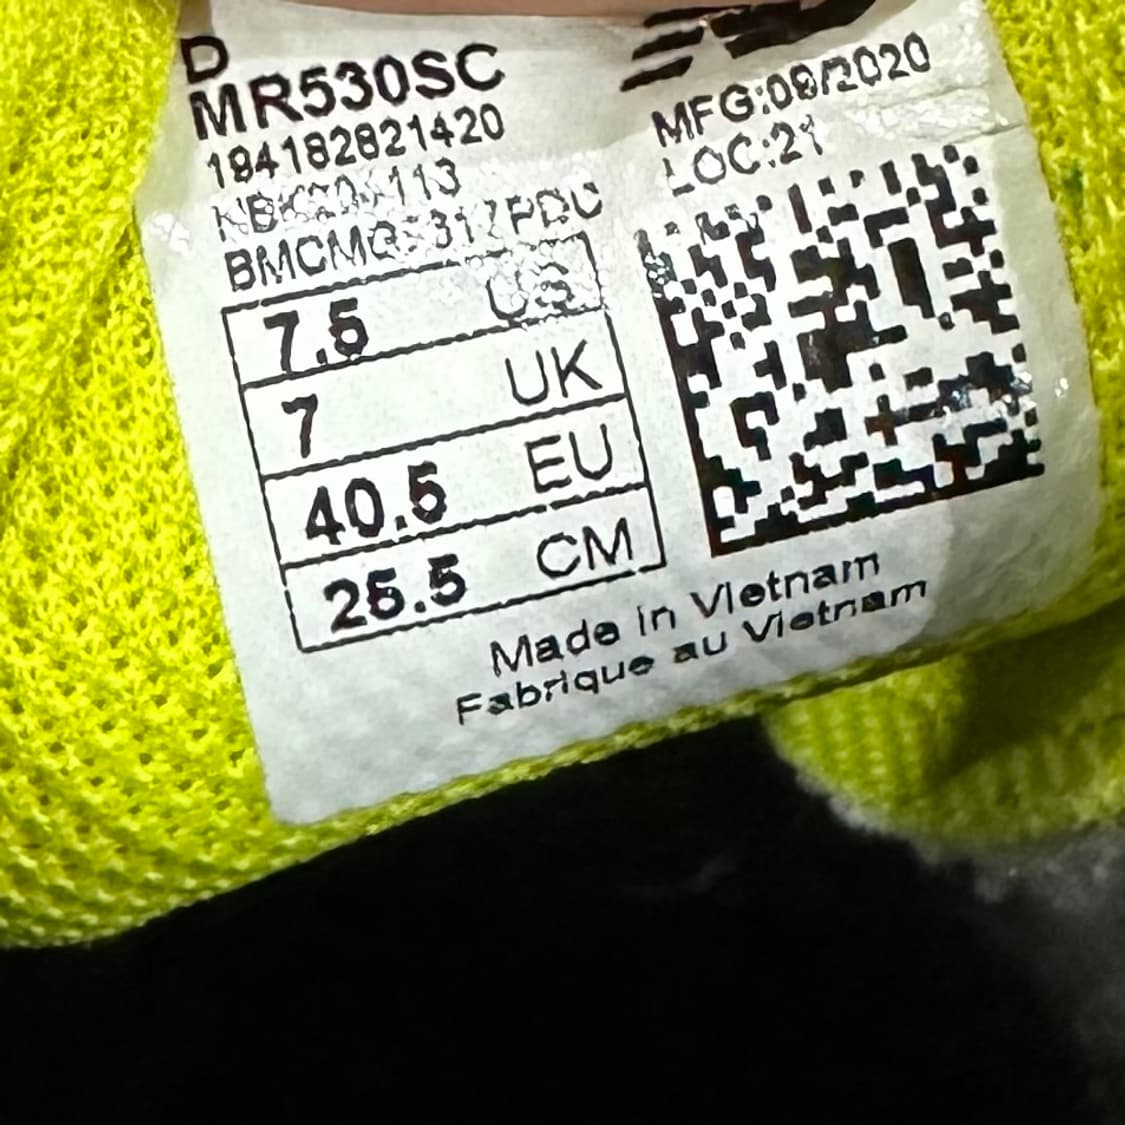 D
MR530SC
194182821420
MFG:09/2020
LOC:21
7.5 US
7 UK
40.5 EU
25.5 CM
Made in Vietnam
Fabrique au Vietnam